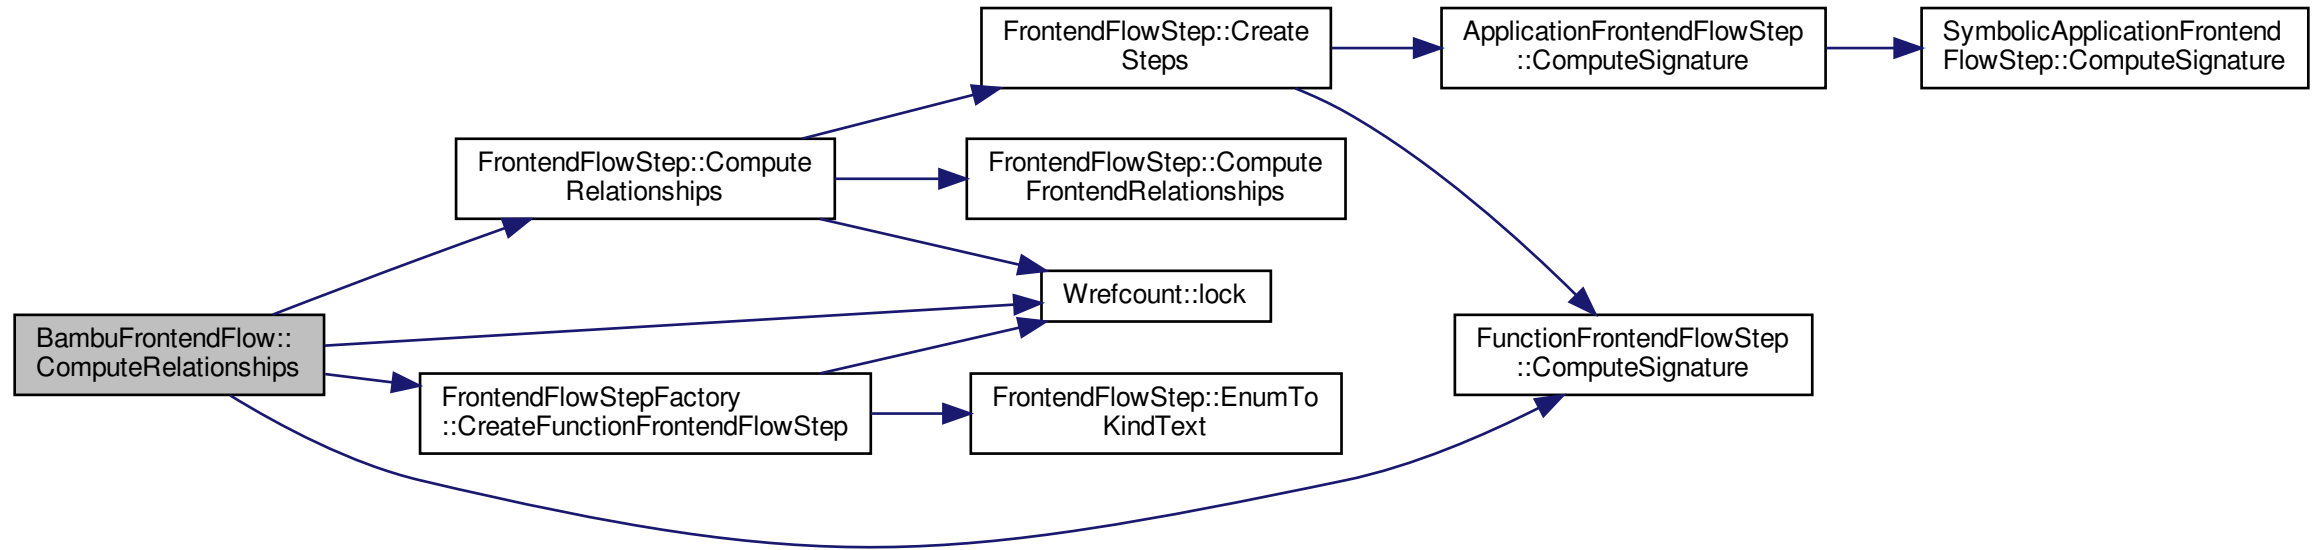 BambuFrontendFlow::
ComputeRelationships
FrontendFlowStep::Compute
Relationships
FrontendFlowStep::Create
Steps
ApplicationFrontendFlowStep
::ComputeSignature
SymbolicApplicationFrontend
FlowStep::ComputeSignature
FrontendFlowStep::Compute
FrontendRelationships
Wrefcount::lock
FunctionFrontendFlowStep
::ComputeSignature
FrontendFlowStepFactory
::CreateFunctionFrontendFlowStep
FrontendFlowStep::EnumTo
KindText